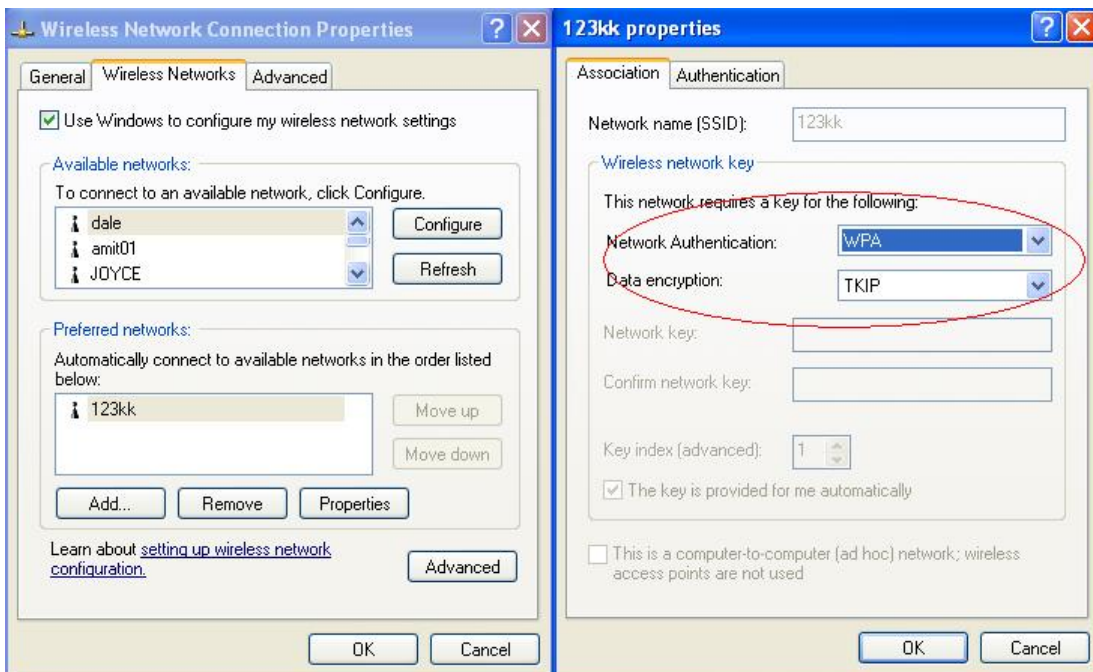 Wireless Network Connection Properties
General
Wireless Networks
Advanced
Use Windows to configure my wireless network settings
Available networks:
To connect to an available network, click Configure.
dale
amit01
JOYCE
Configure
Refresh
Preferred networks:
Automatically connect to available networks in the order listed
below:
123kk
Move up
Move down
Add...
Remove
Properties
Learn about setting up wireless network
configuration.
Advanced
OK
Cancel
123kk properties
Association
Authentication
Network name (SSID):
123kk
Wireless network key
This network requires a key for the following:
Network Authentication:
WPA
Data encryption:
TKIP
Network key:
Confirm network key:
Key index (advanced):
1
The key is provided for me automatically
This is a computer-to-computer (ad hoc) network; wireless
access points are not used
OK
Cancel